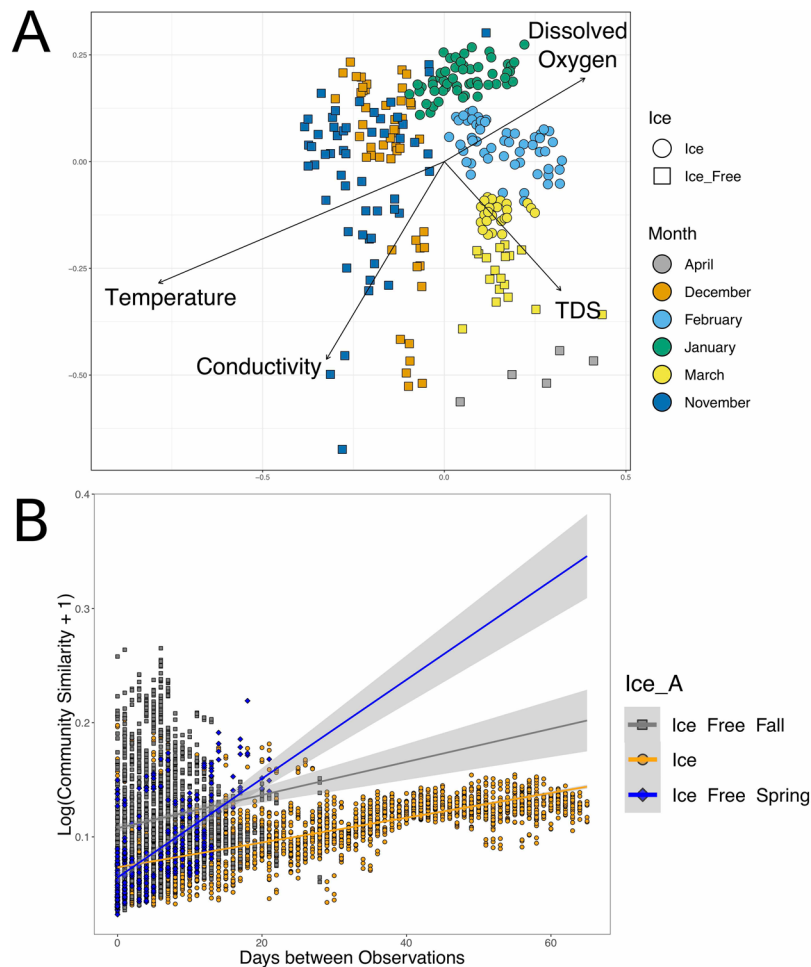 A
Dissolved
Oxygen
0.25
0.00
−0.25
−0.50
Temperature
Conductivity
TDS
−0.5
0.0
0.5
Ice
Ice
Ice_Free
Month
April
December
February
January
March
November
B
0.4
0.3
0.2
0.1
Log(Community Similarity + 1)
0
20
40
60
Days between Observations
Ice_A
Ice Free Fall
Ice
Ice Free Spring